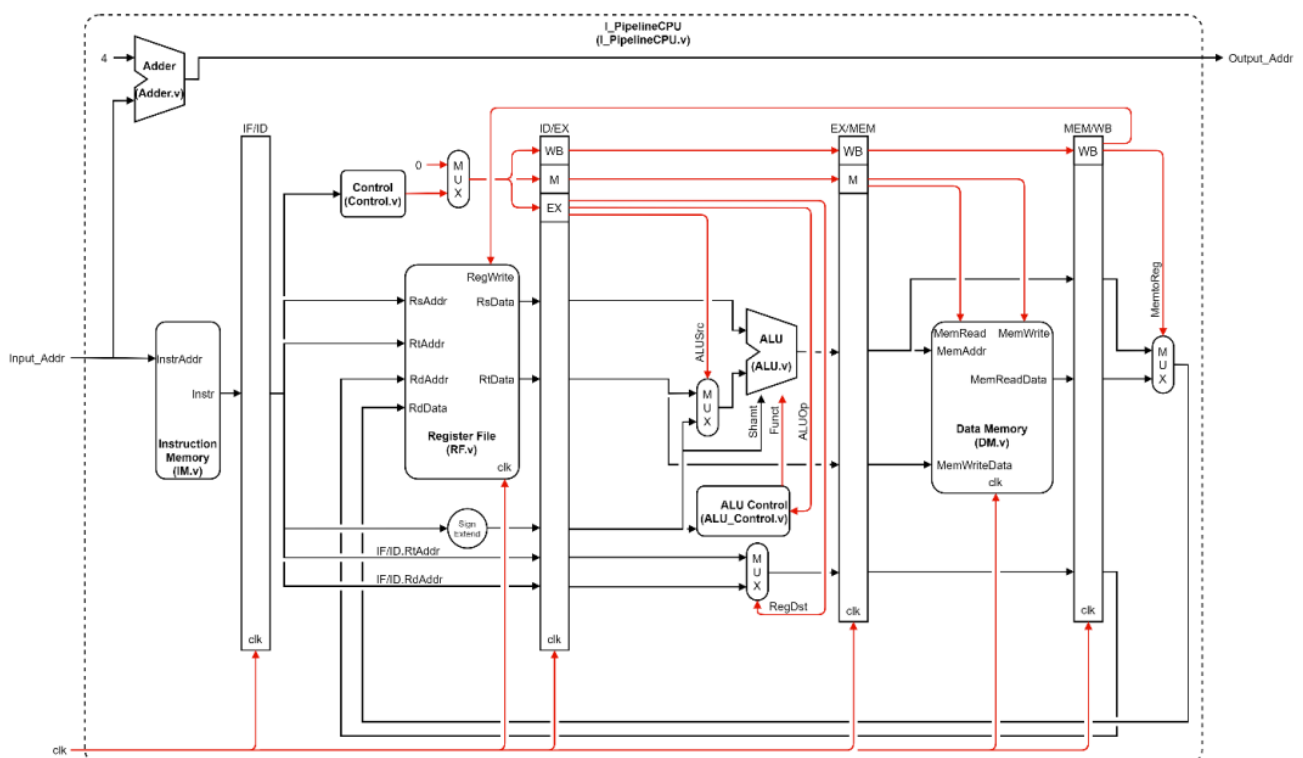 I_PipelineCPU
(I_PipelineCPU.v)
4
Adder
(Adder.v)
Output_Addr
IF/ID
ID/EX
EX/MEM
MEM/WB
WB
WB
WB
0
M
U
X
M
M
Control
(Control.v)
EX
RegWrite
RsAddr
RsData
RtAddr
RdAddr
RtData
RdData
Register File
(RF.v)
clk
Input_Addr
InstrAddr
Instr
Instruction
Memory
(IM.v)
ALUSrc
ALU
(ALU.v)
M
U
X
Shamt
Funct
ALUOp
MemRead
MemWrite
MemAddr
MemReadData
Data Memory
(DM.v)
MemWriteData
clk
MemtoReg
M
U
X
ALU Control
(ALU_Control.v)
Sign
Extend
IF/ID.RtAddr
IF/ID.RdAddr
M
U
X
RegDst
clk
clk
clk
clk
clk